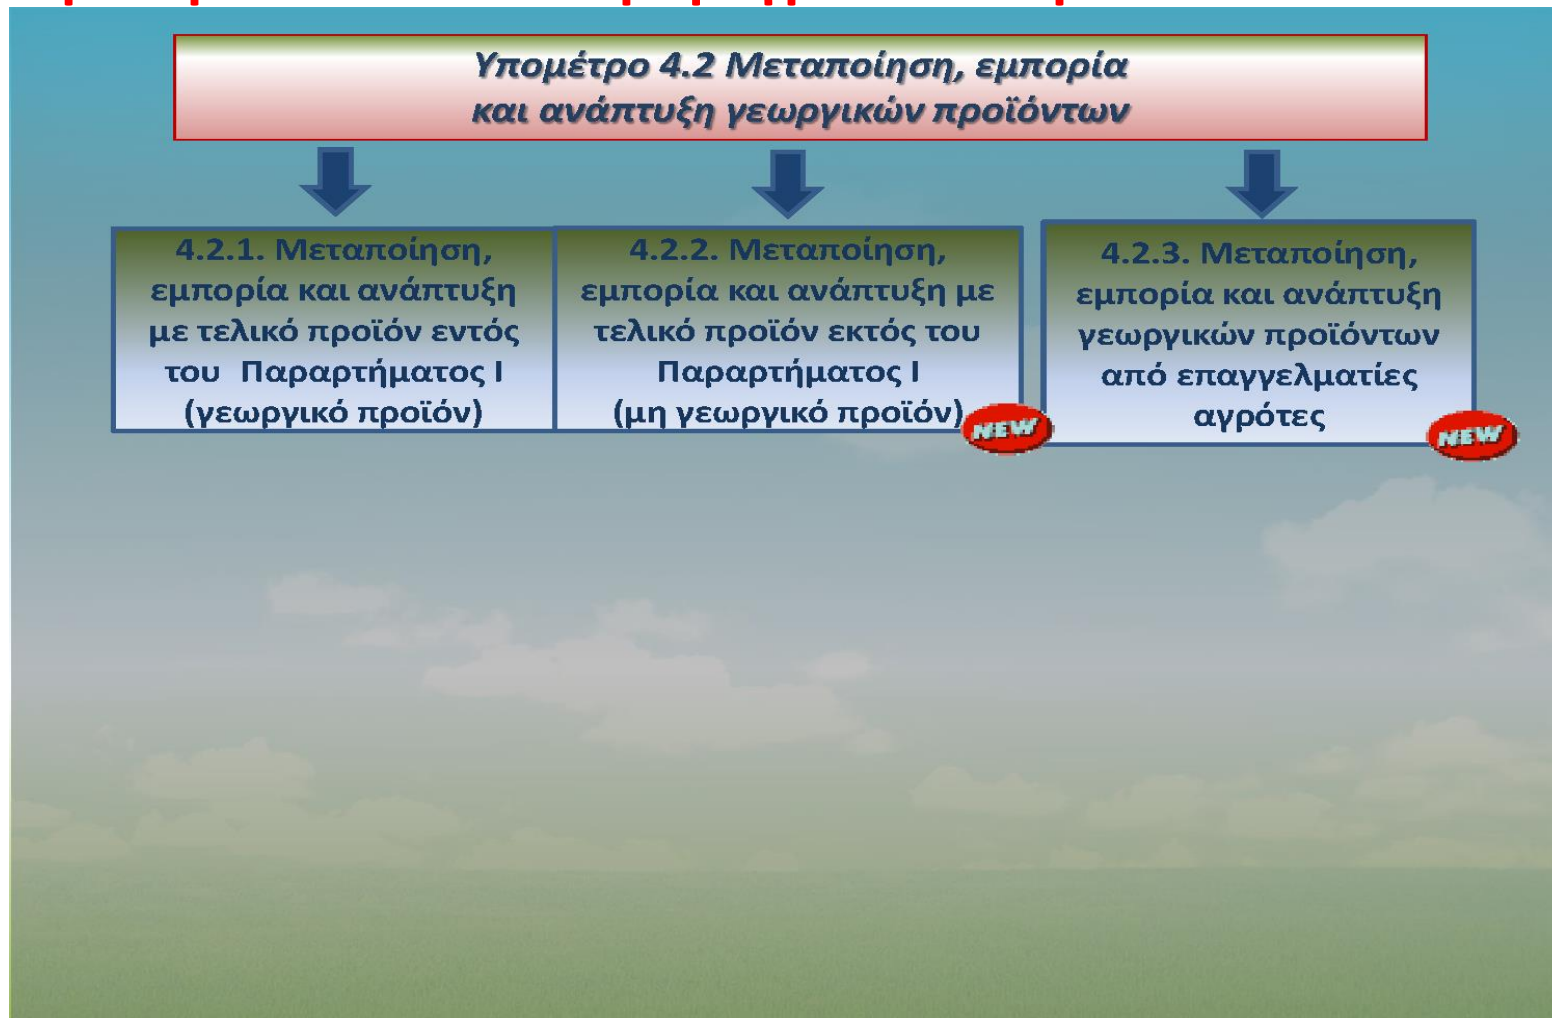 Υπομέτρο 4.2 Μεταποίηση, εμπορία
και ανάπτυξη γεωργικών προϊόντων
4.2.1. Μεταποίηση,
εμπορία και ανάπτυξη
με τελικό προϊόν εντός
του Παραρτήματος Ι
(γεωργικό προϊόν)
4.2.2. Μεταποίηση,
εμπορία και ανάπτυξη με
τελικό προϊόν εκτός του
Παραρτήματος Ι
(μη γεωργικό προϊόν)
NEW
4.2.3. Μεταποίηση,
εμπορία και ανάπτυξη
γεωργικών προϊόντων
από επαγγελματίες
αγρότες
NEW